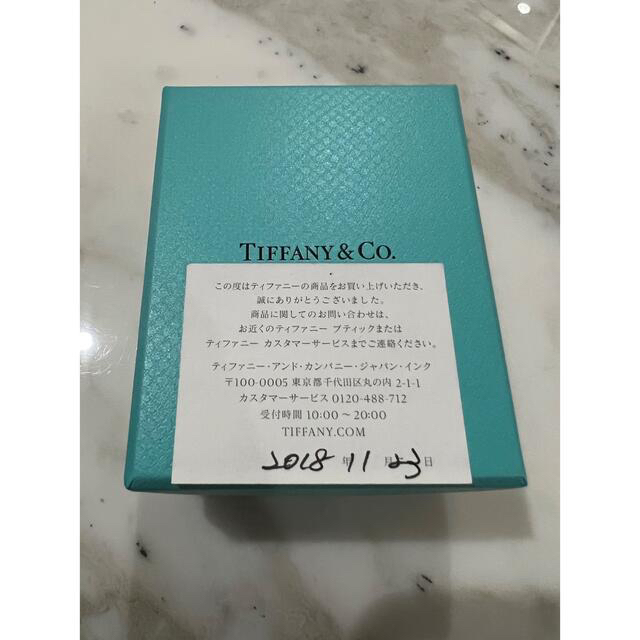 TIFFANY & CO.
この度はティファニーの商品をお買い上げいただき、
誠にありがとうございました。
商品に関してのお問い合わせは、
お近くのティファニー ブティックまたは
ティファニー カスタマーサービスまでご連絡ください。
ティファニー・アンド・カンパニー・ジャパン・インク
〒100-0005 東京都千代田区丸の内 2-1-1
カスタマーサービス 0120-488-712
受付時間 10:00〜20:00
TIFFANY.COM
2018年11月23日